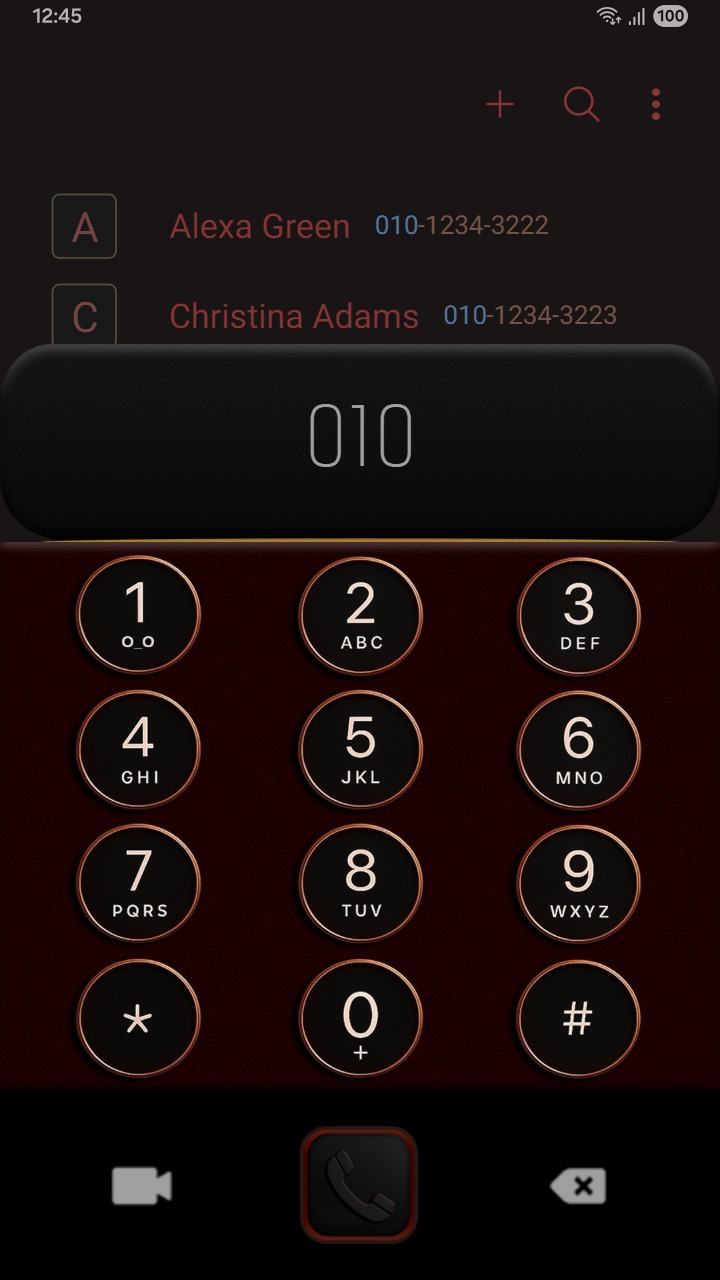 12:45 100
A Alexa Green 010-1234-3222
C Christina Adams 010-1234-3223
010
1 2 3
O_O ABC DEF
4 5 6
GHI JKL MNO
7 8 9
PQRS TUV WXYZ
* 0 #
+